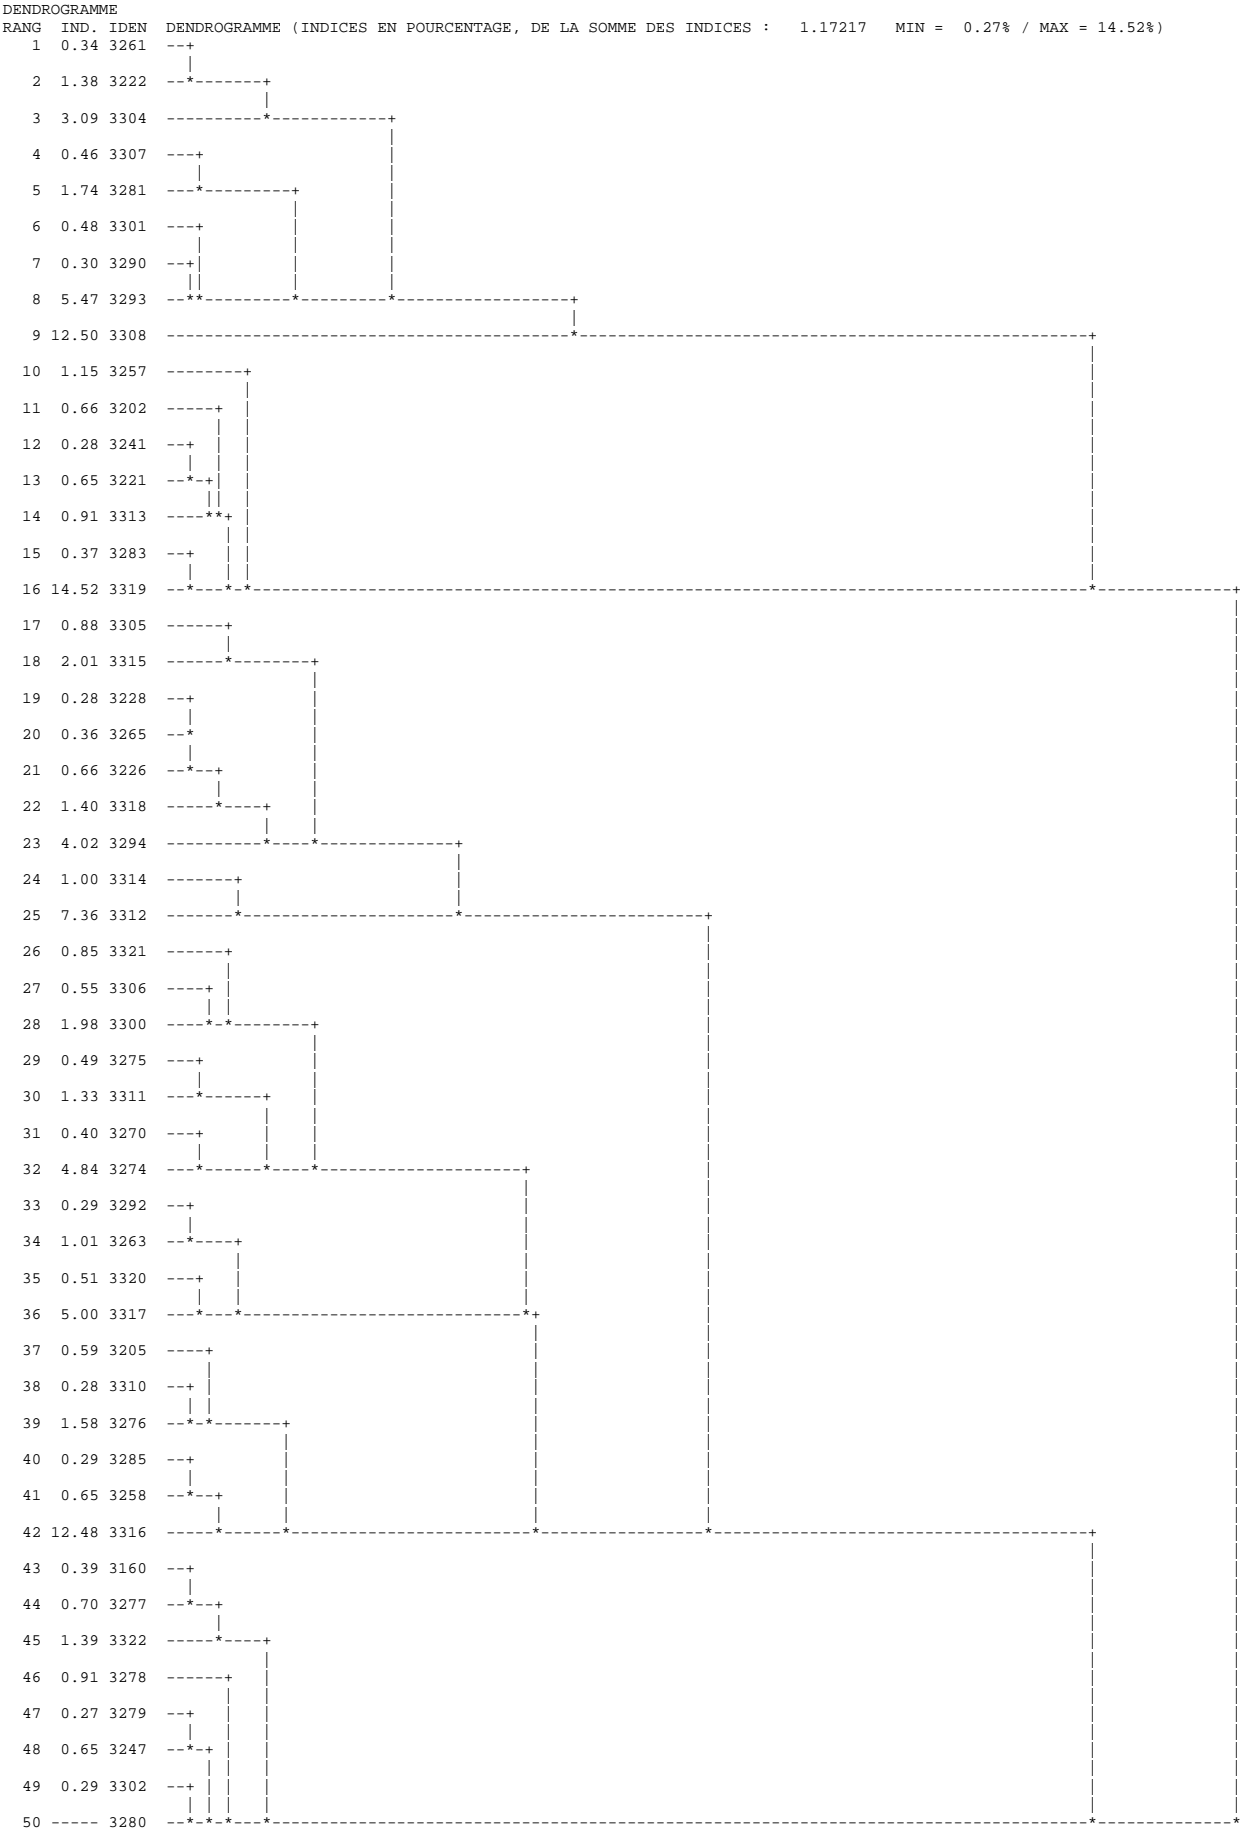 DENDROGRAMME
RANG IND. IDEN DENDROGRAMME (INDICES EN POURCENTAGE, DE LA SOMME DES INDICES : 1.17217 MIN = 0.27% / MAX = 14.52%)
1 0.34 3261
2 1.38 3222
3 3.09 3304
4 0.46 3307
5 1.74 3281
6 0.48 3301
7 0.30 3290
8 5.47 3293
9 12.50 3308
10 1.15 3257
11 0.66 3202
12 0.28 3241
13 0.65 3221
14 0.91 3313
15 0.37 3283
16 14.52 3319
17 0.88 3305
18 2.01 3315
19 0.28 3228
20 0.36 3265
21 0.66 3226
22 1.40 3318
23 4.02 3294
24 1.00 3314
25 7.36 3312
26 0.85 3321
27 0.55 3306
28 1.98 3300
29 0.49 3275
30 1.33 3311
31 0.40 3270
32 4.84 3274
33 0.29 3292
34 1.01 3263
35 0.51 3320
36 5.00 3317
37 0.59 3205
38 0.28 3310
39 1.58 3276
40 0.29 3285
41 0.65 3258
42 12.48 3316
43 0.39 3160
44 0.70 3277
45 1.39 3322
46 0.91 3278
47 0.27 3279
48 0.65 3247
49 0.29 3302
50 ----- 3280